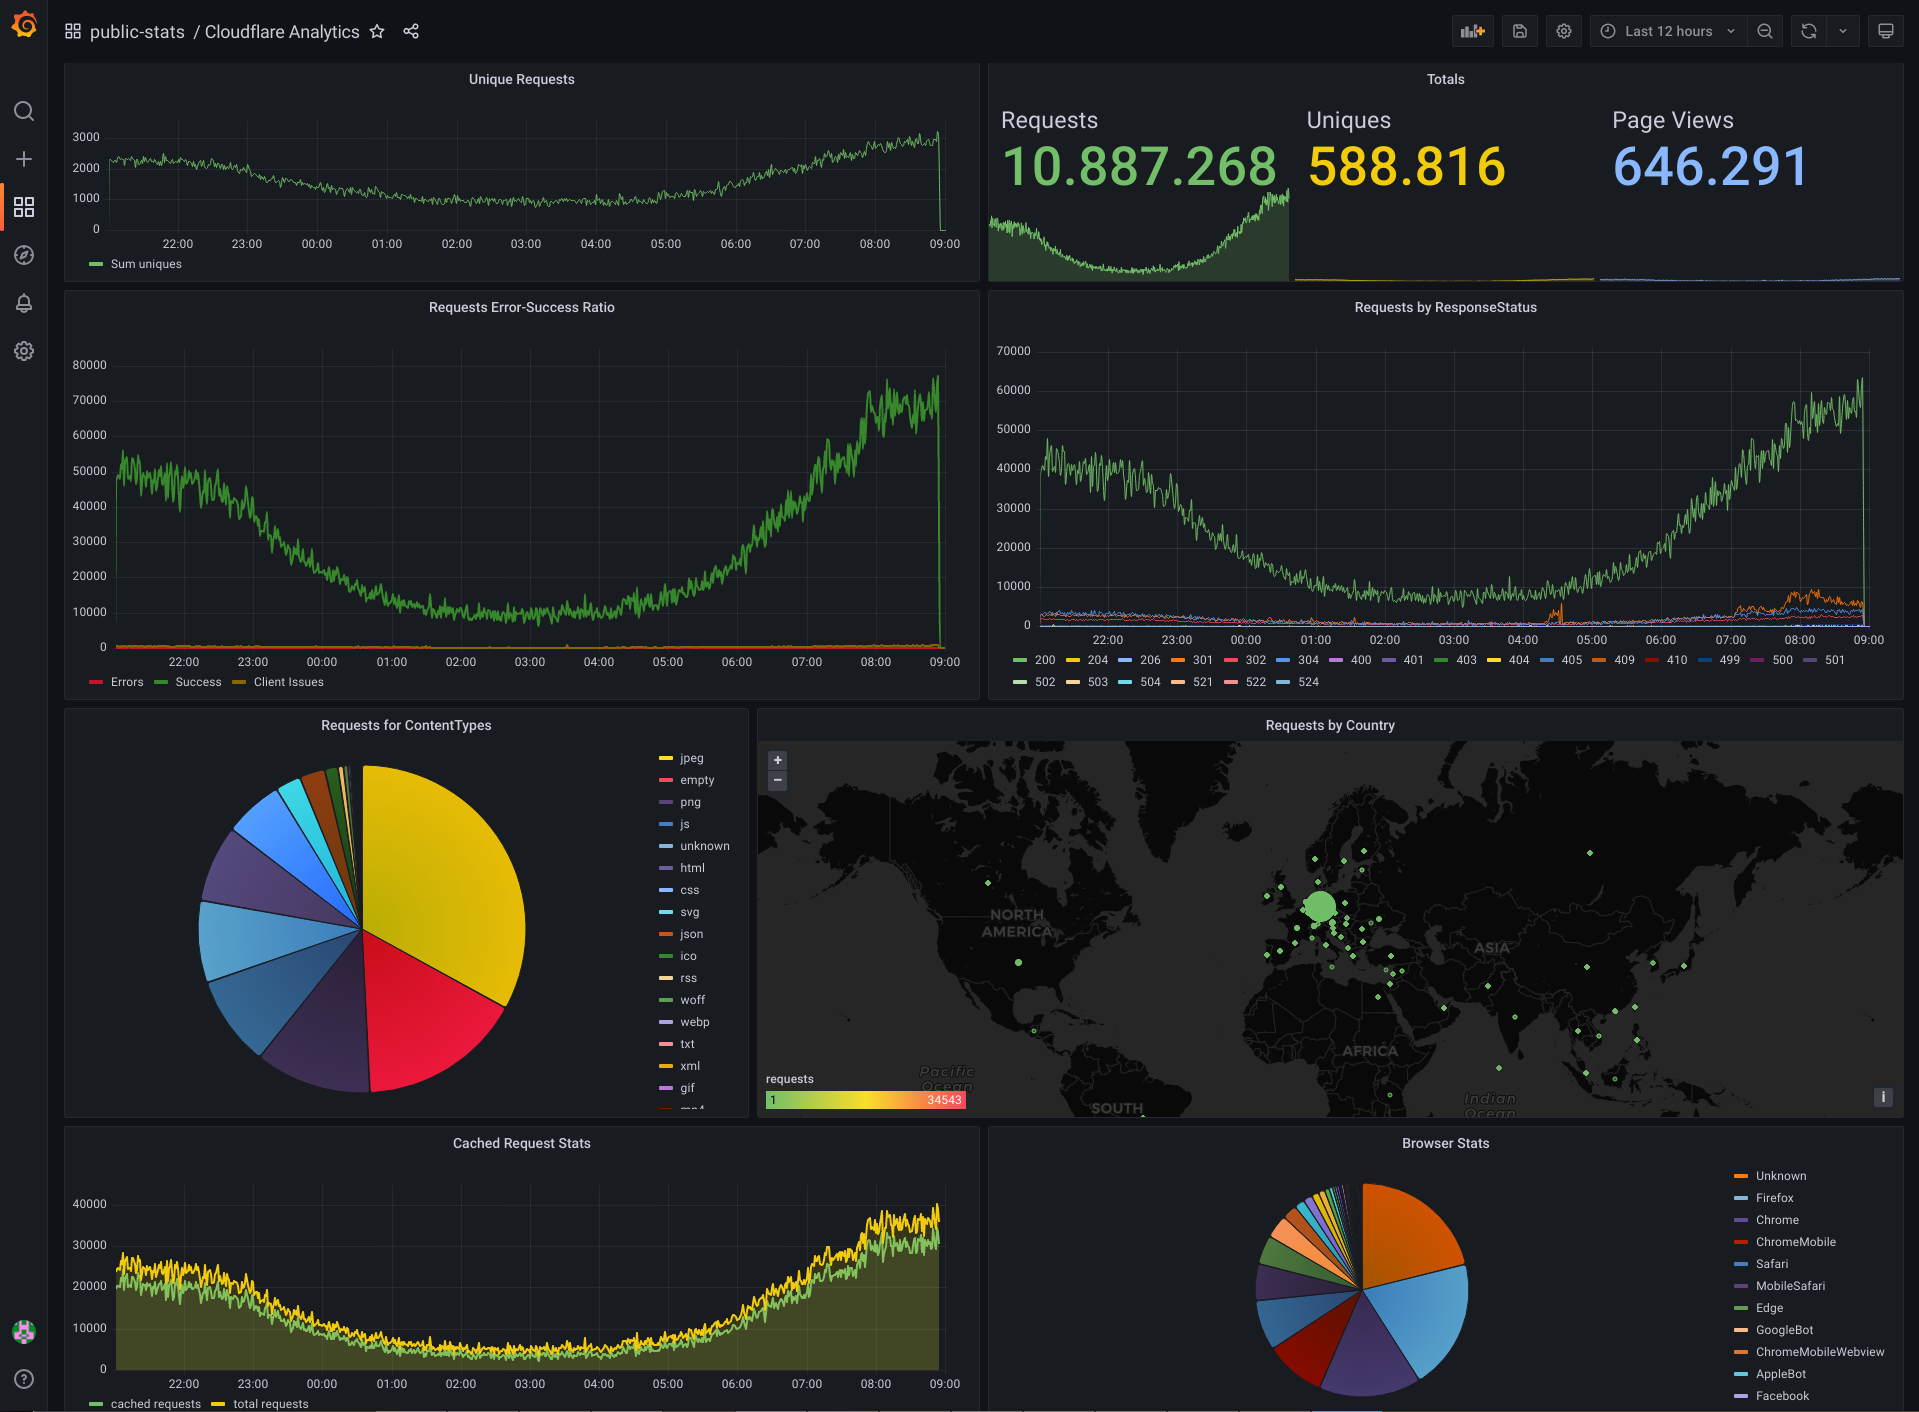 public-stats / Cloudflare Analytics
Last 12 hours
Unique Requests
3000
2000
1000
0
22:00 23:00 00:00 01:00 02:00 03:00 04:00 05:00 06:00 07:00 08:00 09:00
Sum uniques
Totals
Requests Uniques Page Views
10.887.268 588.816 646.291
Requests Error-Success Ratio
80000
70000
60000
50000
40000
30000
20000
10000
0
22:00 23:00 00:00 01:00 02:00 03:00 04:00 05:00 06:00 07:00 08:00 09:00
Errors Success Client Issues
Requests by ResponseStatus
70000
60000
50000
40000
30000
20000
10000
0
22:00 23:00 00:00 01:00 02:00 03:00 04:00 05:00 06:00 07:00 08:00 09:00
200 204 206 301 302 304 400 401 403 404 405 409 410 499 500 501
502 503 504 521 522 524
Requests for ContentTypes
jpeg
empty
png
js
unknown
html
css
svg
json
ico
rss
woff
webp
txt
xml
gif
mp4
Requests by Country
+
−
NORTH
AMERICA
ASIA
AFRICA
Pacific
Ocean
SOUTH
Indian
Ocean
requests
1 34543
i
Cached Request Stats
40000
30000
20000
10000
0
22:00 23:00 00:00 01:00 02:00 03:00 04:00 05:00 06:00 07:00 08:00 09:00
cached requests total requests
Browser Stats
Unknown
Firefox
Chrome
ChromeMobile
Safari
MobileSafari
Edge
GoogleBot
ChromeMobileWebview
AppleBot
Facebook